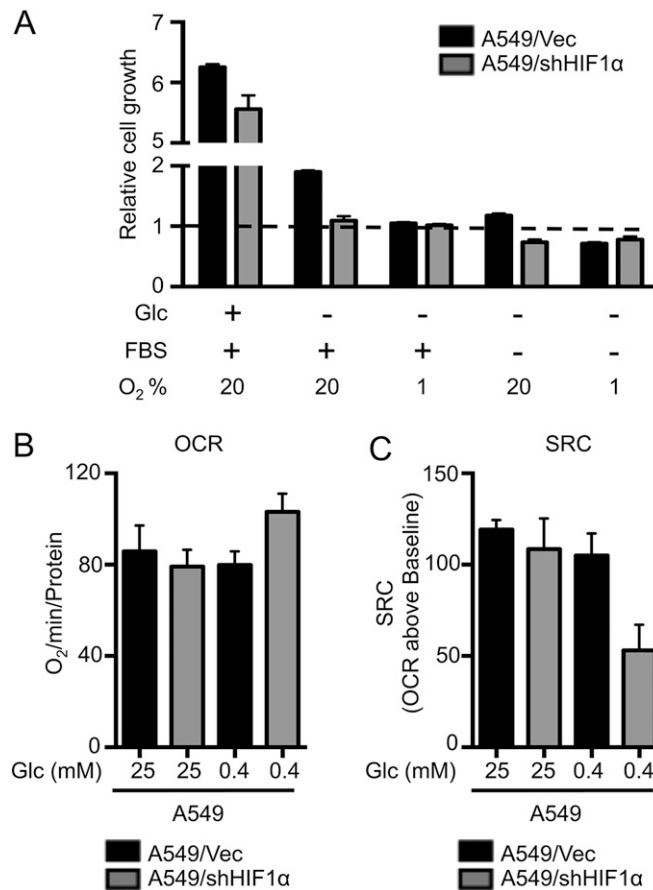 A
A549/Vec
A549/shHIF1α
Relative cell growth
7
6
5
2
1
0
Glc + - - - -
FBS + + + - -
O2 % 20 20 1 20 1
B
OCR
O2/min/Protein
120
80
40
0
Glc (mM) 25 25 0.4 0.4
A549
A549/Vec
A549/shHIF1α
C
SRC
SRC
(OCR above Baseline)
150
100
50
0
Glc (mM) 25 25 0.4 0.4
A549
A549/Vec
A549/shHIF1α